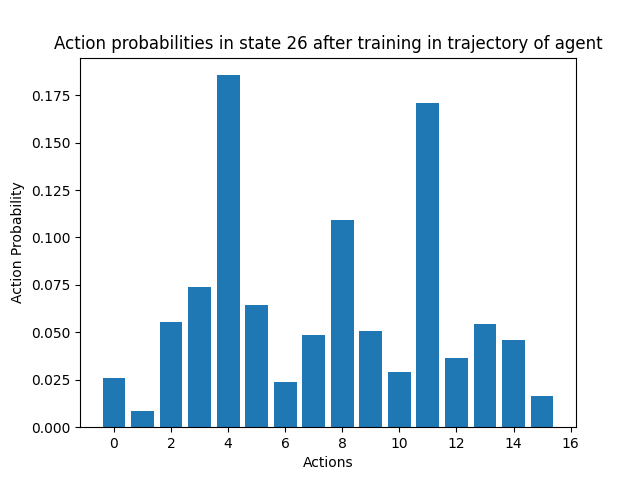 Action probabilities in state 26 after training in trajectory of agent
Action Probability
0.175
0.150
0.125
0.100
0.075
0.050
0.025
0.000
0 2 4 6 8 10 12 14 16
Actions